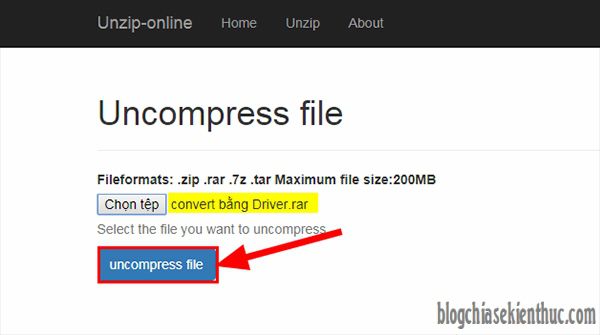 Unzip-online Home Unzip About
Uncompress file
Fileformats: .zip .rar .7z .tar Maximum file size:200MB
Chọn tệp convert bằng Driver.rar
Select the file you want to uncompress
uncompress file
blogchiasekienthuc.com